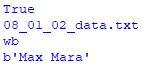 True
08_01_02_data.txt
wb
b'Max Mara'